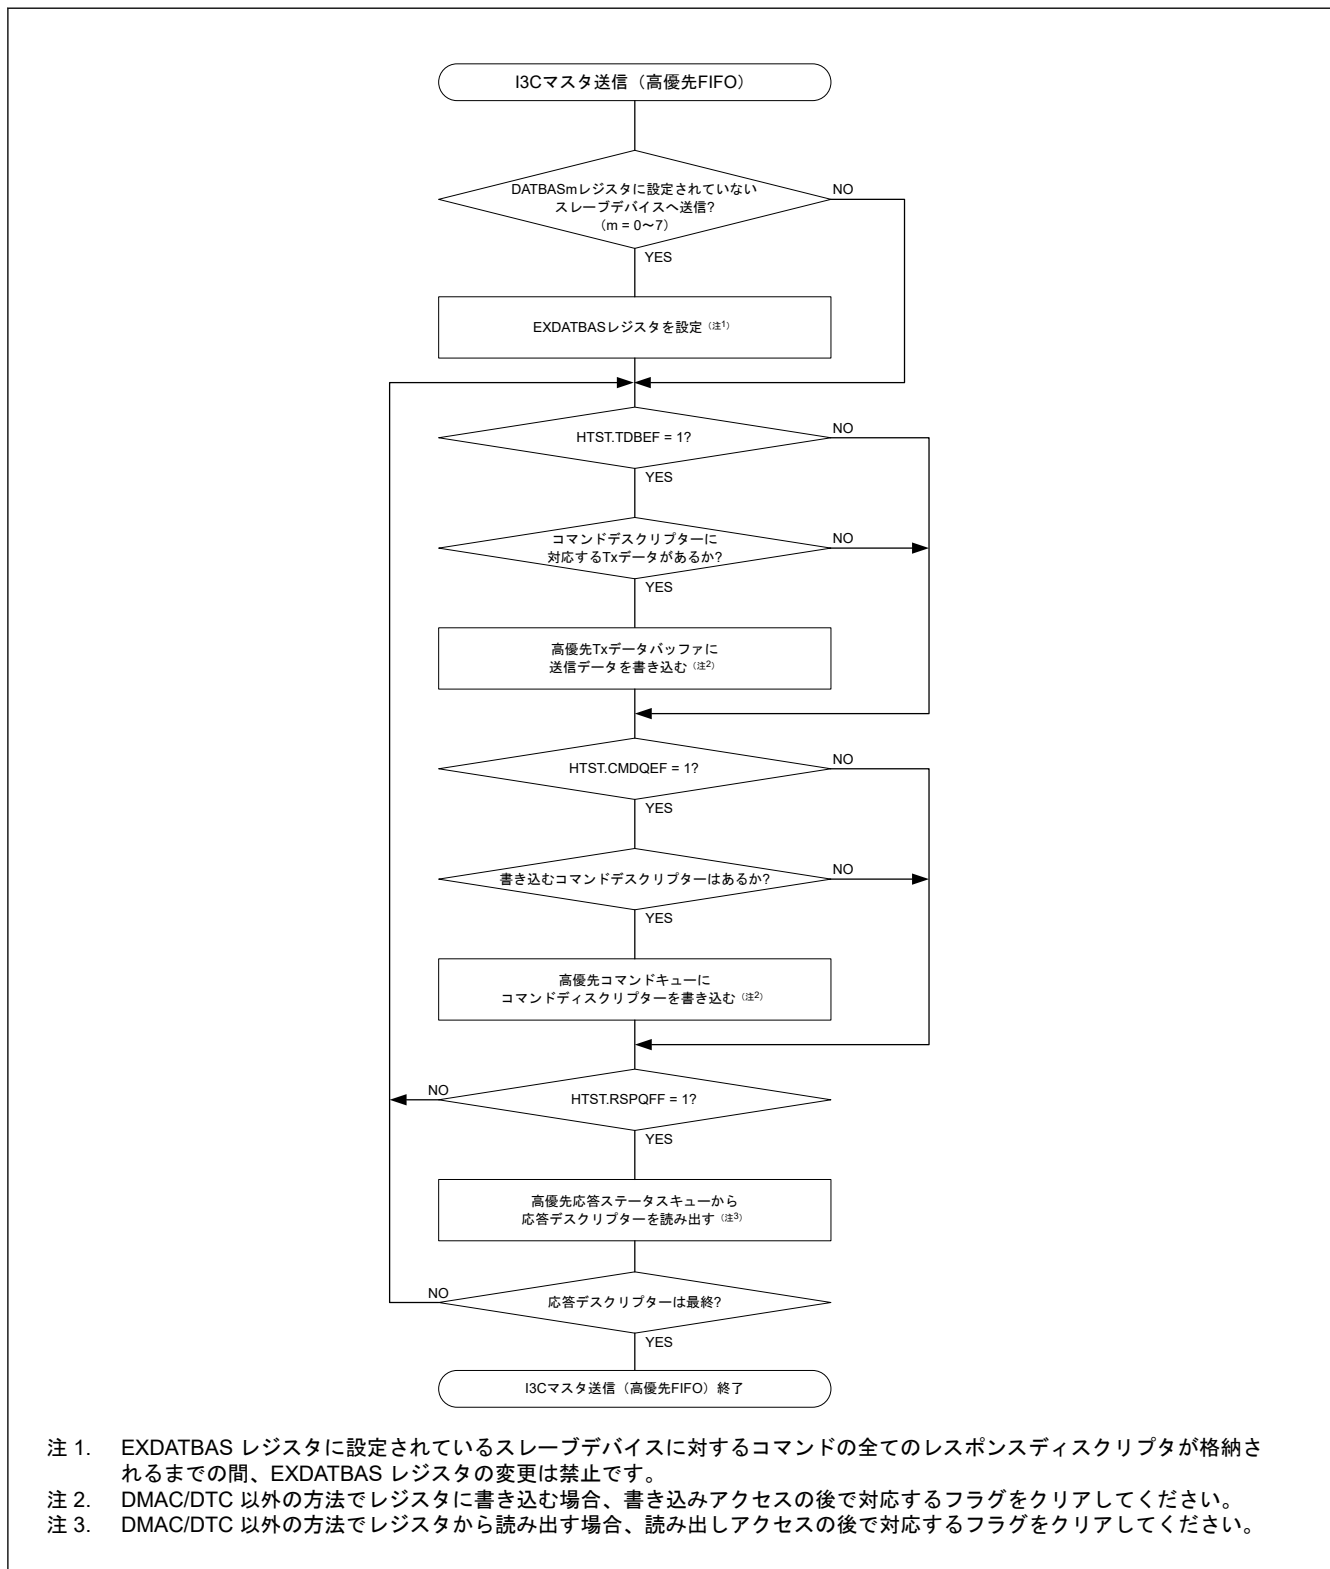 I3Cマスタ送信（高優先FIFO）
DATBASmレジスタに設定されていない
スレーブデバイスへ送信?
（m = 0～7）
NO
YES
EXDATBASレジスタを設定（注1）
HTST.TDBEF = 1?
NO
YES
コマンドデスクリプターに
対応するTxデータがあるか?
NO
YES
高優先Txデータバッファに
送信データを書き込む（注2）
HTST.CMDQEF = 1?
NO
YES
書き込むコマンドデスクリプターはあるか?
NO
YES
高優先コマンドキューに
コマンドディスクリプターを書き込む（注2）
NO
HTST.RSPQFF = 1?
YES
高優先応答ステータスキューから
応答デスクリプターを読み出す（注3）
NO
応答デスクリプターは最終?
YES
I3Cマスタ送信（高優先FIFO）終了
注 1. EXDATBAS レジスタに設定されているスレーブデバイスに対するコマンドの全てのレスポンスディスクリプタが格納さ
れるまでの間、EXDATBAS レジスタの変更は禁止です。
注 2. DMAC/DTC 以外の方法でレジスタに書き込む場合、書き込みアクセスの後で対応するフラグをクリアしてください。
注 3. DMAC/DTC 以外の方法でレジスタから読み出す場合、読み出しアクセスの後で対応するフラグをクリアしてください。